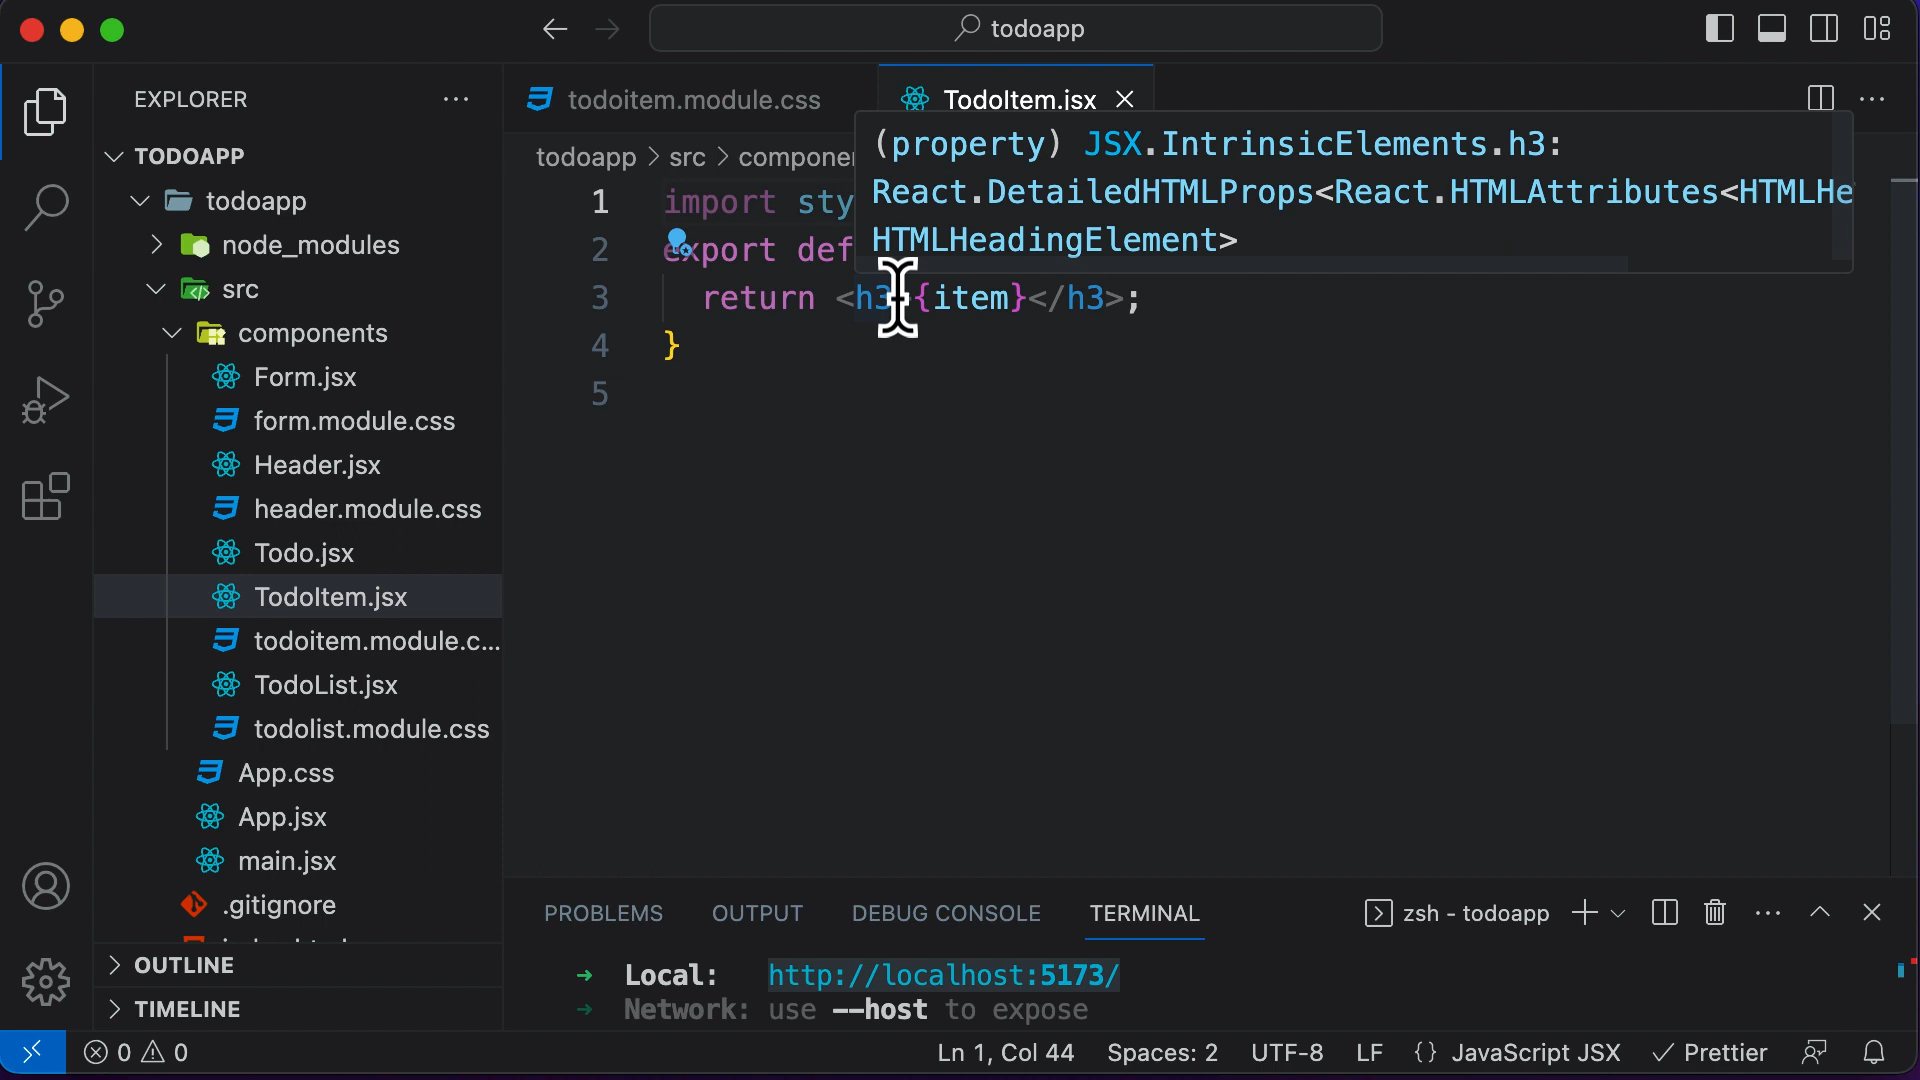 todoapp
EXPLORER
TODOAPP
todoapp
node_modules
src
components
Form.jsx
form.module.css
Header.jsx
header.module.css
Todo.jsx
TodoItem.jsx
todoitem.module.c...
TodoList.jsx
todolist.module.css
App.css
App.jsx
main.jsx
.gitignore
OUTLINE
TIMELINE
todoitem.module.css
TodoItem.jsx
todoapp > src > componen
(property) JSX.IntrinsicElements.h3:
React.DetailedHTMLProps<React.HTMLAttributes<HTMLHe
HTMLHeadingElement>
1 import sty
2 export def
3 return <h3>{item}</h3>;
4 }
5
PROBLEMS OUTPUT DEBUG CONSOLE TERMINAL zsh - todoapp
➜ Local: http://localhost:5173/
➜ Network: use --host to expose
0 0 Ln 1, Col 44 Spaces: 2 UTF-8 LF {} JavaScript JSX Prettier